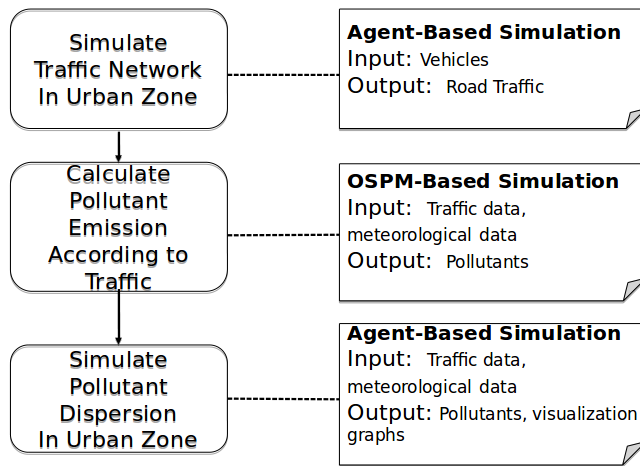 Simulate
Traffic Network
In Urban Zone
Agent-Based Simulation
Input: Vehicles
Output: Road Traffic
Calculate
Pollutant
Emission
According to
Traffic
OSPM-Based Simulation
Input: Traffic data,
meteorological data
Output: Pollutants
Simulate
Pollutant
Dispersion
In Urban Zone
Agent-Based Simulation
Input: Traffic data,
meteorological data
Output: Pollutants, visualization
graphs